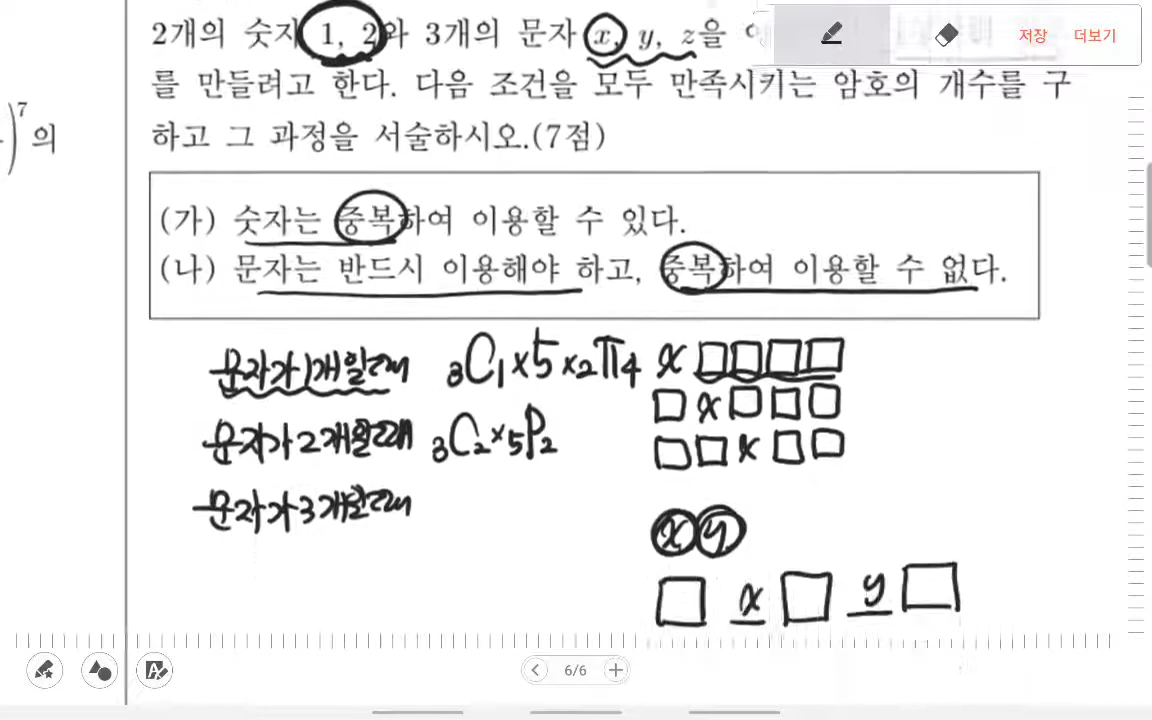 2개의 숫자 1, 2와 3개의 문자 x, y, z을
저장 더보기
를 만들려고 한다. 다음 조건을 모두 만족시키는 암호의 개수를 구
)⁷의
하고 그 과정을 서술하시오.(7점)
(가) 숫자는 중복하여 이용할 수 있다.
(나) 문자는 반드시 이용해야 하고, 중복하여 이용할 수 없다.
문자가 1개일때 ₃C₁×5×₂π₄ x□□□□
□x□□□
문자가 2개일때 ₃C₂×₅P₂
□□x□□
문자가 3개일때
x y
□ x □ y □
6/6